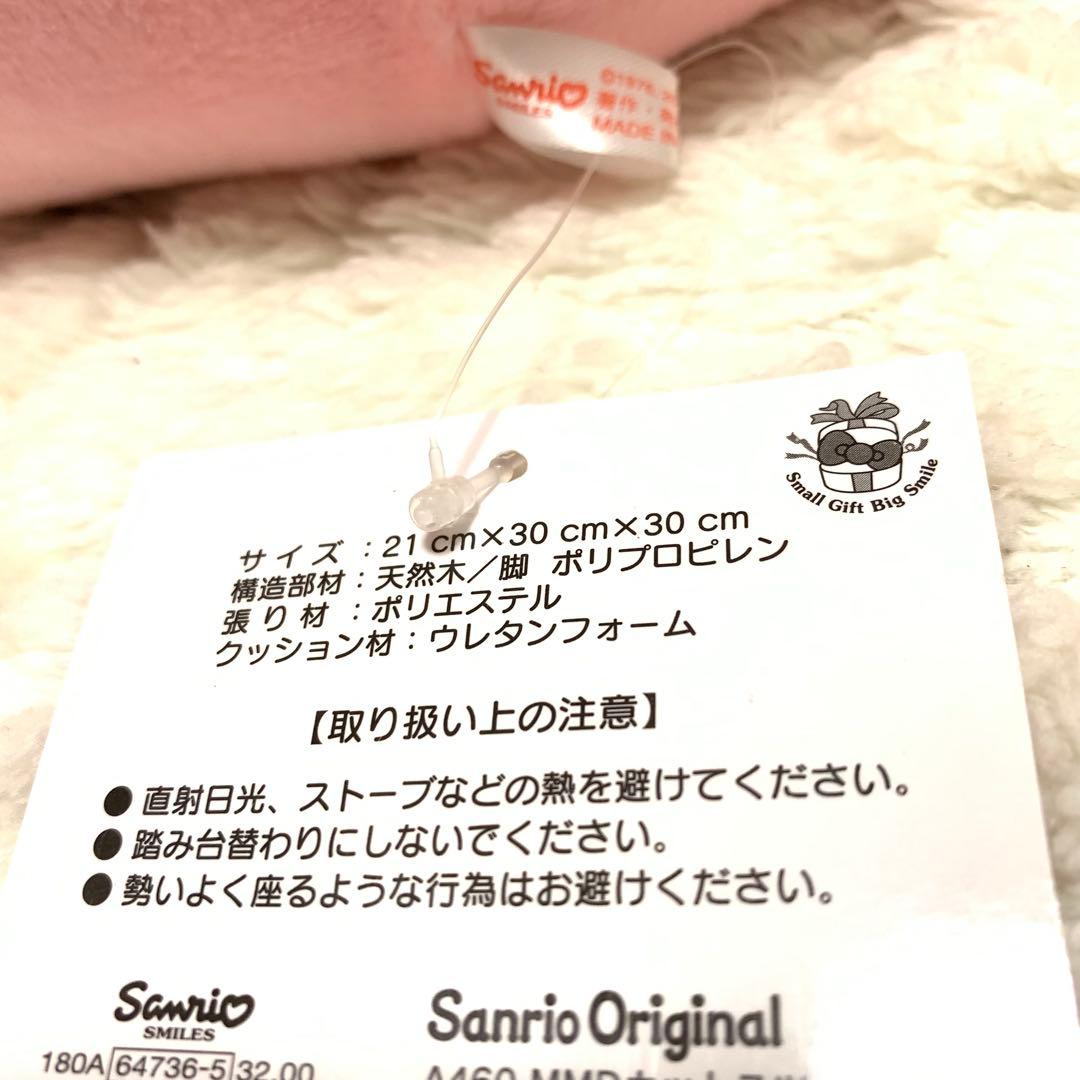 Sanrio
SMILES
MADE IN
Small Gift Big Smile
サイズ：21 cm×30 cm×30 cm
構造部材：天然木／脚 ポリプロピレン
張り材：ポリエステル
クッション材：ウレタンフォーム
【取り扱い上の注意】
●直射日光、ストーブなどの熱を避けてください。
●踏み台替わりにしないでください。
●勢いよく座るような行為はお避けください。
Sanrio
SMILES
180A 64736-5 32.00
Sanrio Original